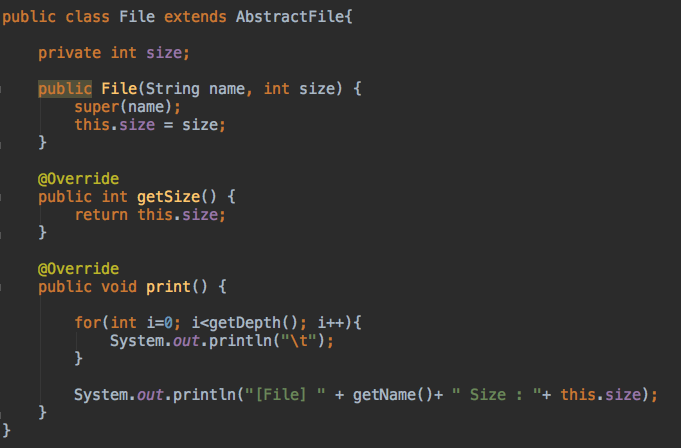 public class File extends AbstractFile{
private int size;
public File(String name, int size) {
super(name);
this.size = size;
}
@Override
public int getSize() {
return this.size;
}
@Override
public void print() {
for(int i=0; i<getDepth(); i++){
System.out.println("\t");
}
System.out.println("[File] " + getName()+ " Size : "+ this.size);
}
}